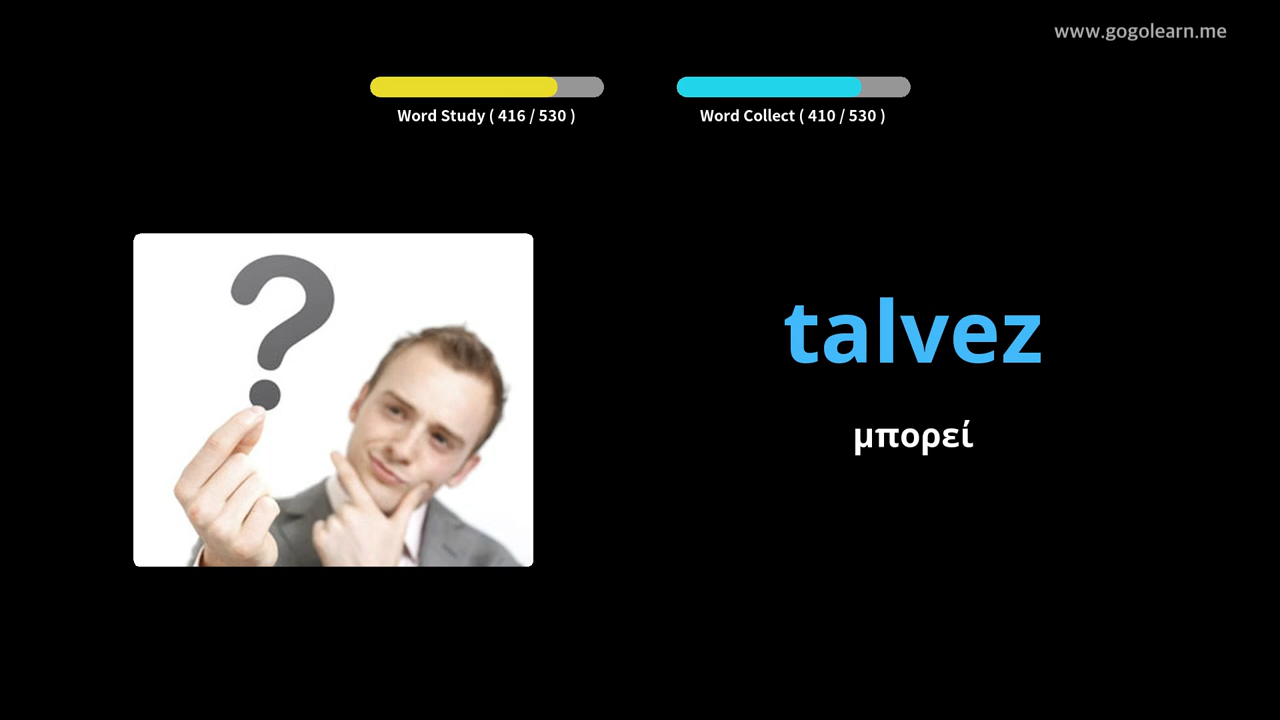 www.gogolearn.me
Word Study ( 416 / 530 )
Word Collect ( 410 / 530 )
?
talvez
μπορεί